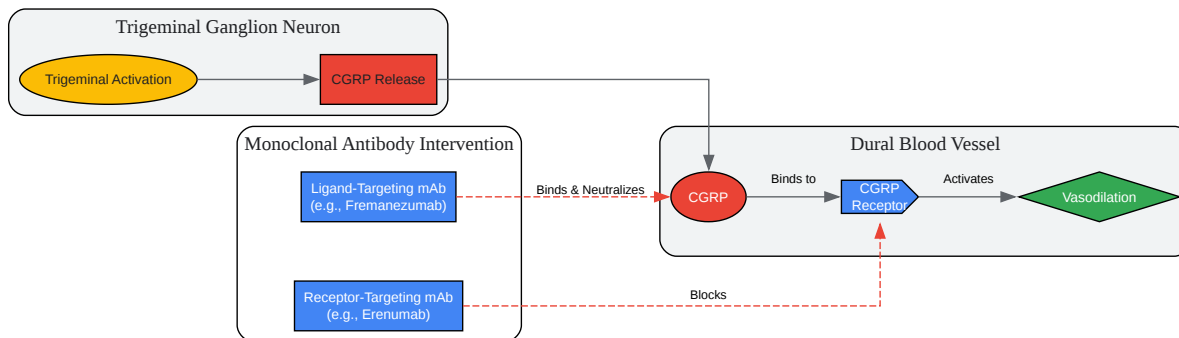 Trigeminal Ganglion Neuron
Trigeminal Activation
CGRP Release
Monoclonal Antibody Intervention
Ligand-Targeting mAb
(e.g., Fremanezumab)
Binds & Neutralizes
Receptor-Targeting mAb
(e.g., Erenumab)
Blocks
Dural Blood Vessel
CGRP
Binds to
CGRP
Receptor
Activates
Vasodilation